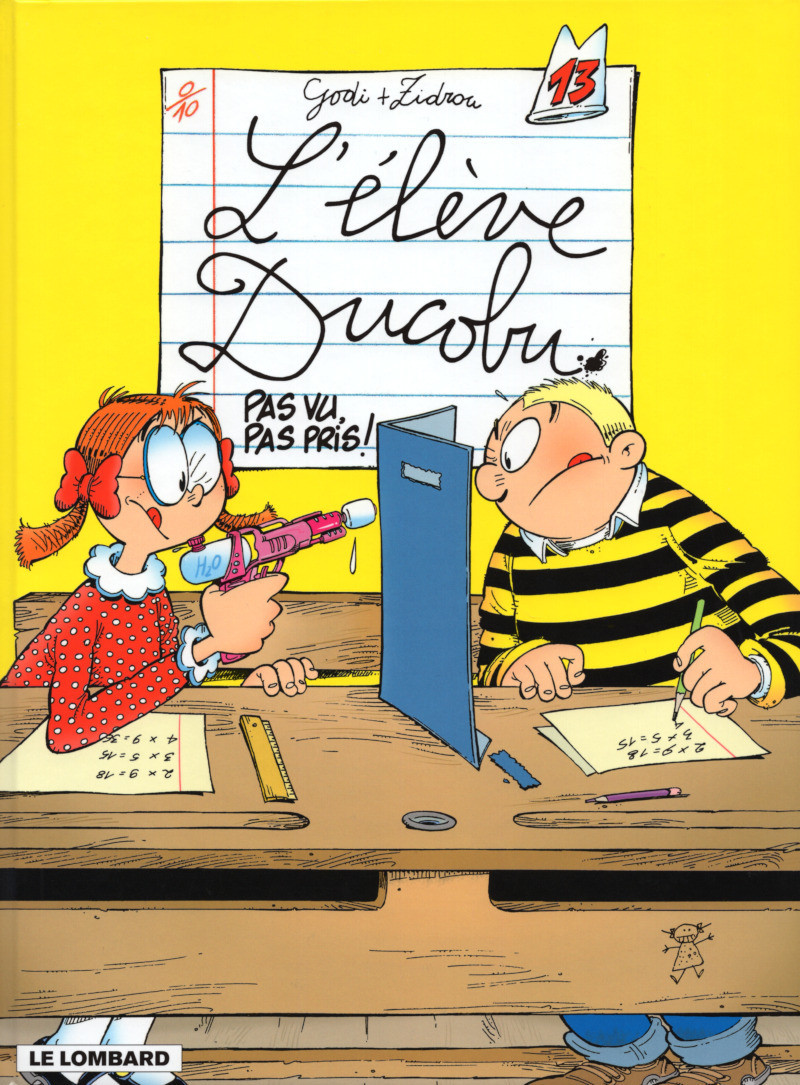 0/10
Godi + Zidrou
13
L'élève
Ducobu
PAS VU,
PAS PRIS!
H2O
4 x 9 = 36
3 x 5 = 15
2 x 9 = 18
2 x 9 = 18
3 x 5 = 15
4
LE LOMBARD